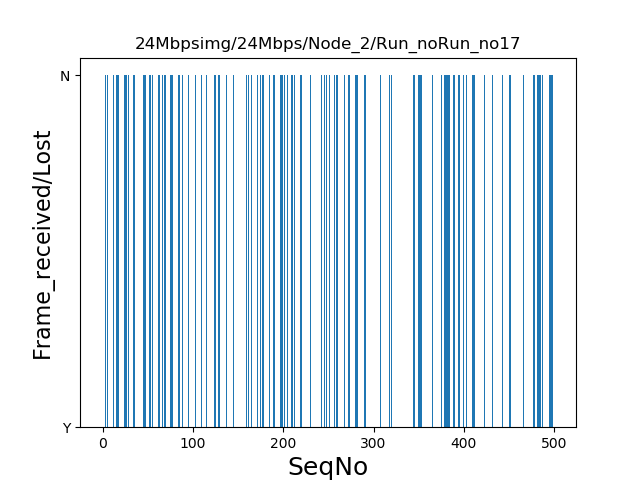 24Mbpsimg/24Mbps/Node_2/Run_noRun_no17
N
Frame_received/Lost
Y
0 100 200 300 400 500
SeqNo